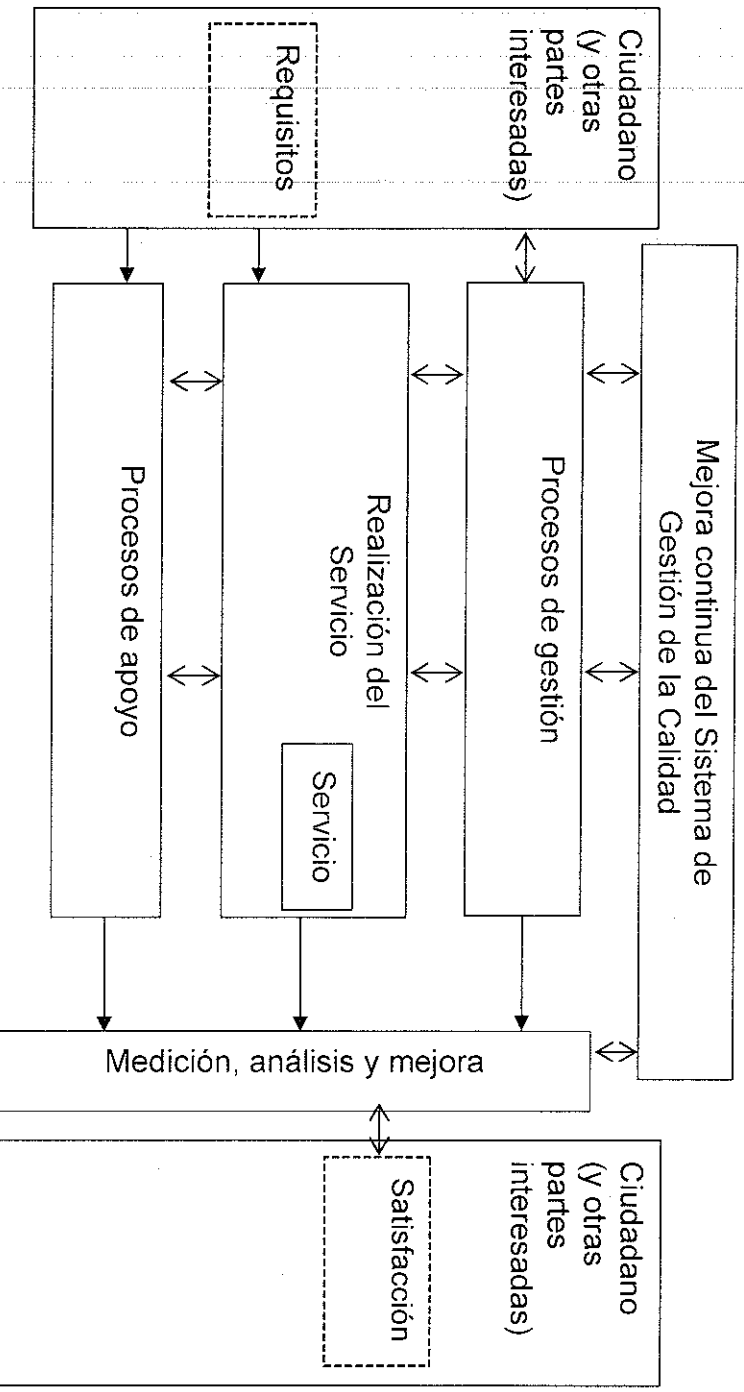 Mejora continua del Sistema de
Gestión de la Calidad
Ciudadano
(y otras
partes
interesadas)
Requisitos
Procesos de gestión
Realización del
Servicio
Servicio
Procesos de apoyo
Medición, análisis y mejora
Ciudadano
(y otras
partes
interesadas)
Satisfacción